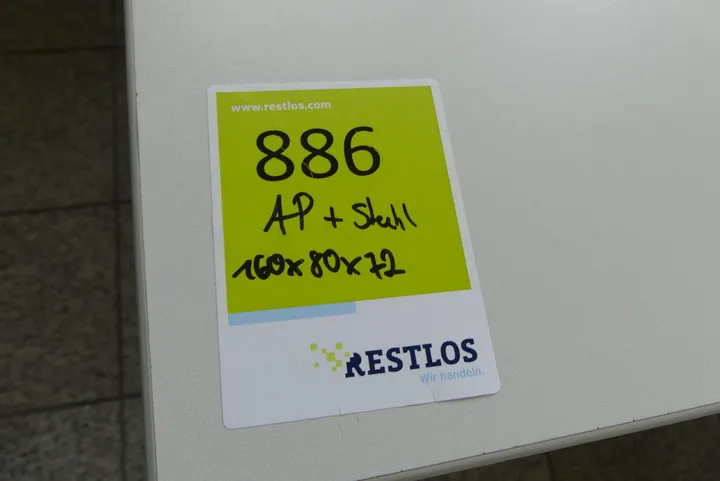 www.restlos.com
886
AP + Stuhl
160x80x72
RESTLOS
Wir handeln.